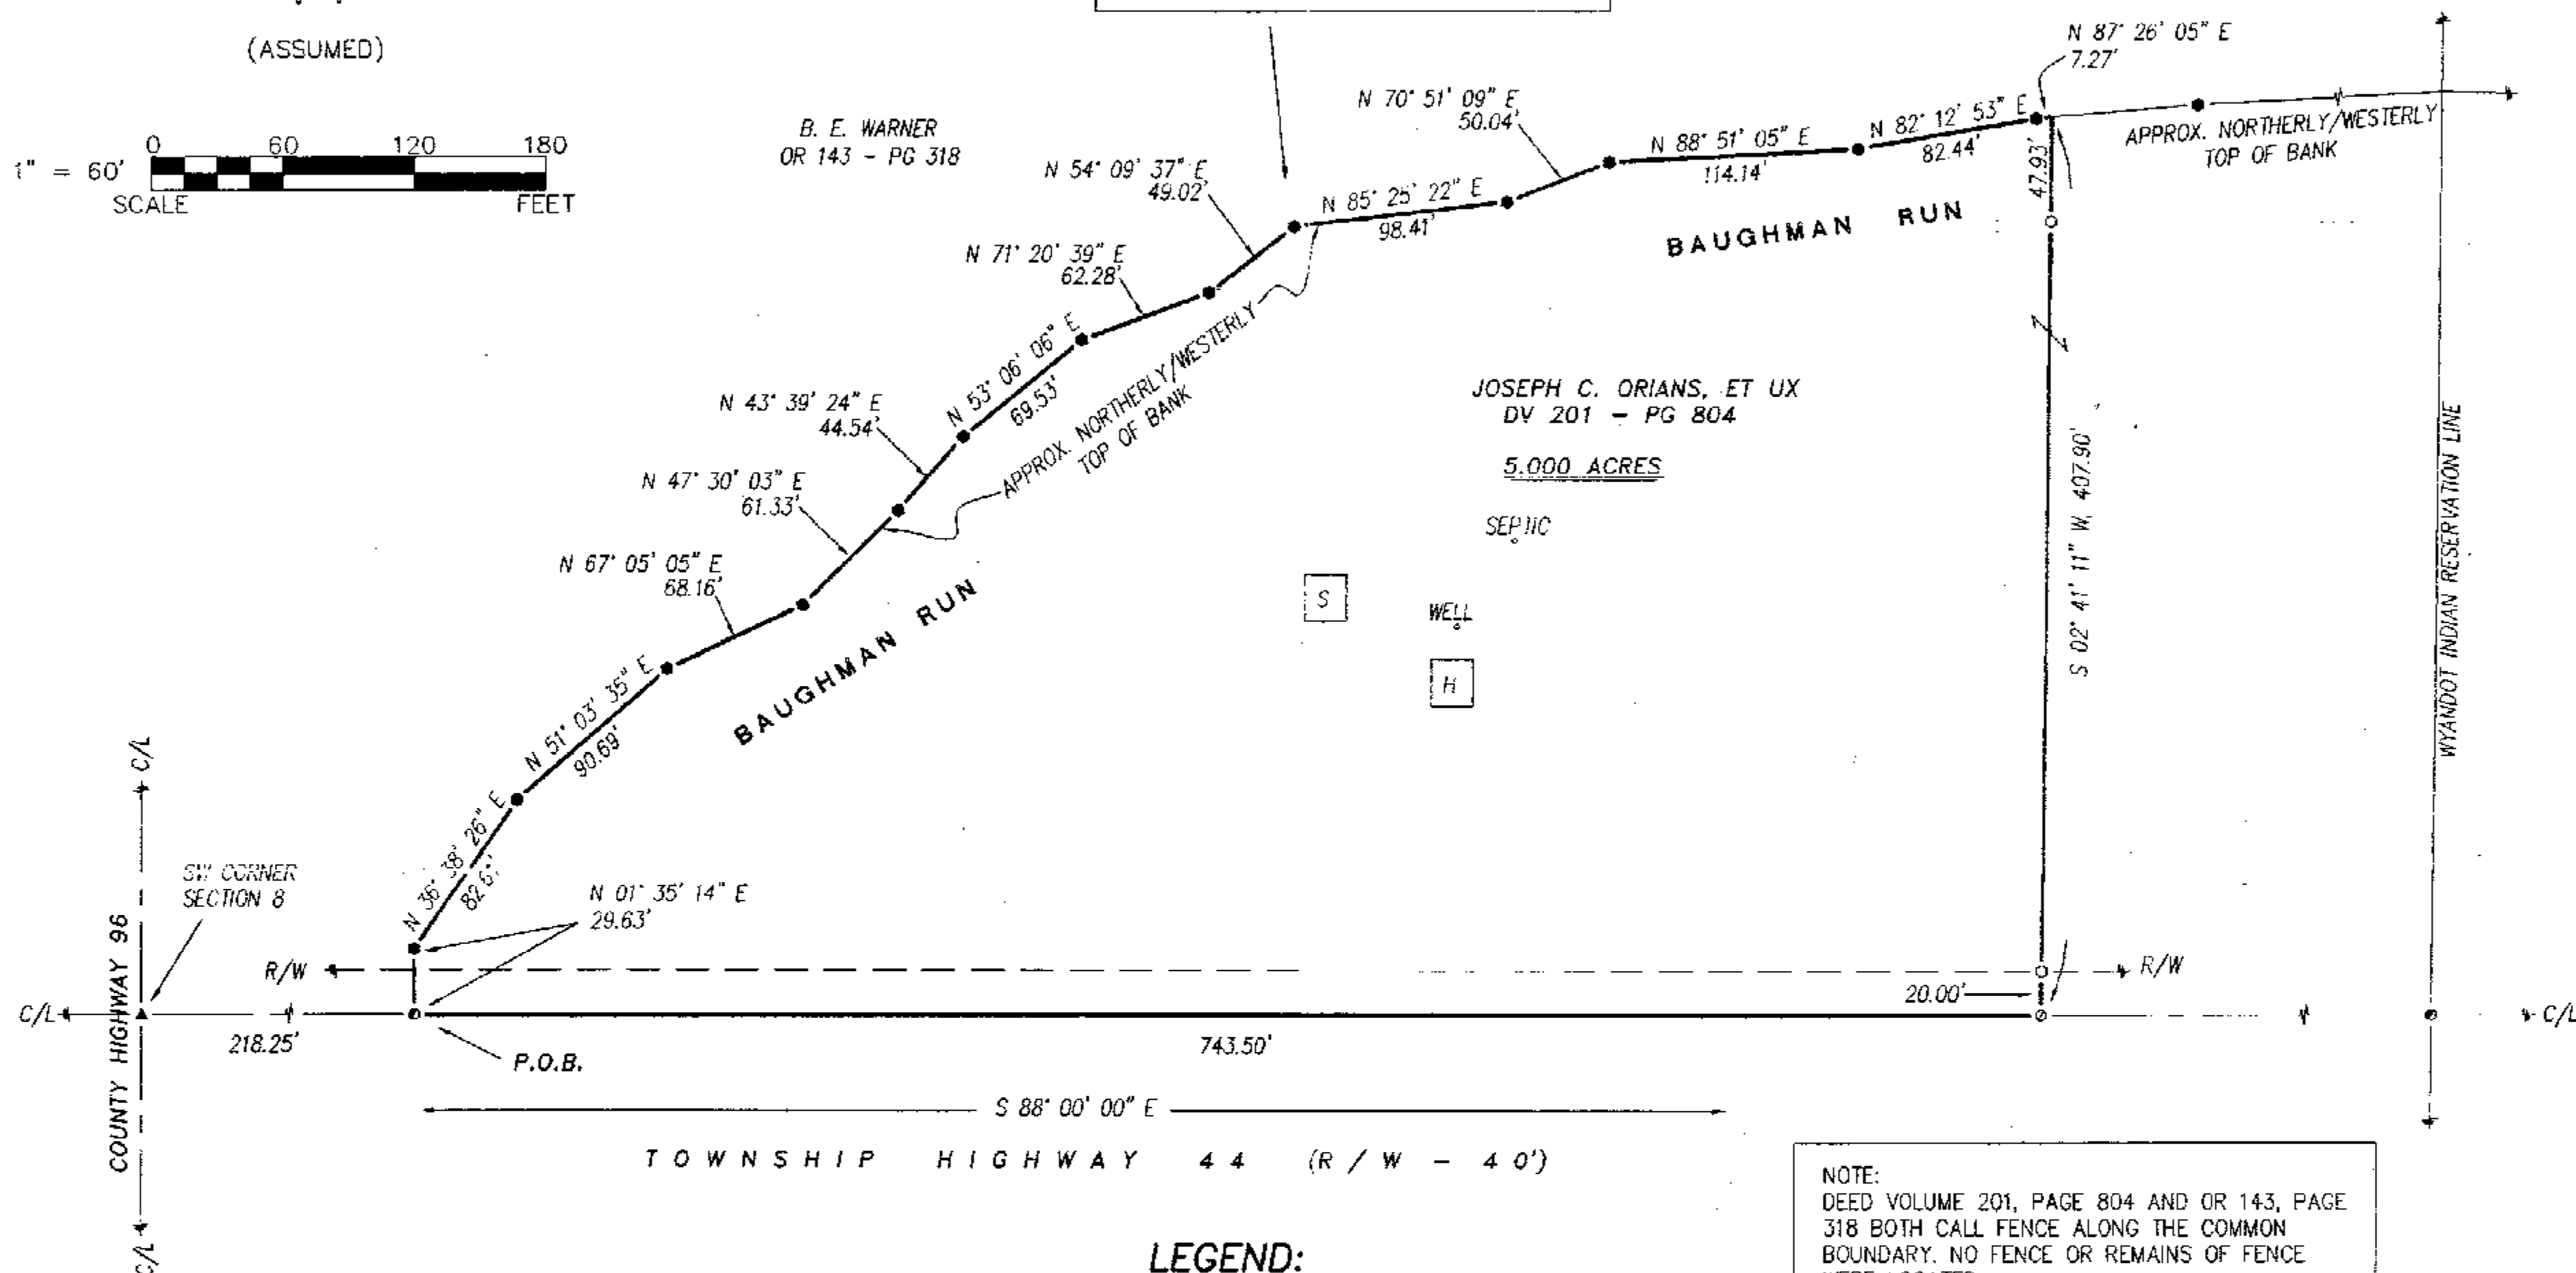 (ASSUMED)
1" = 60'
0 60 120 180
SCALE FEET
B. E. WARNER
OR 143 - PG 318
N 87° 26' 05" E
7.27'
N 70° 51' 09" E
50.04'
N 88° 51' 05" E
114.14'
N 82° 12' 53" E
82.44'
47.93'
APPROX. NORTHERLY/WESTERLY
TOP OF BANK
N 54° 09' 37" E
49.02'
N 85° 25' 22" E
98.41'
BAUGHMAN RUN
N 71° 20' 39" E
62.28'
N 53° 06' 06" E
69.53'
APPROX. NORTHERLY/WESTERLY
TOP OF BANK
N 43° 39' 24" E
44.54'
JOSEPH C. ORIANS, ET UX
DV 201 - PG 804
5.000 ACRES
N 47° 30' 03" E
61.33'
SEPTIC
N 67° 05' 05" E
68.16'
S
WELL
H
S 02° 41' 11" W, 407.90'
WYANDOT INDIAN RESERVATION LINE
BAUGHMAN RUN
N 51° 03' 35" E
90.69'
C/L
N 36° 38' 26" E
SW CORNER
SECTION 8
N 01° 35' 14" E
29.63'
COUNTY HIGHWAY 96
R/W
R/W
20.00'
C/L
C/L
218.25'
743.50'
P.O.B.
S 88° 00' 00" E
TOWNSHIP HIGHWAY 44 (R/W - 40')
C/L
LEGEND:
NOTE:
DEED VOLUME 201, PAGE 804 AND OR 143, PAGE
318 BOTH CALL FENCE ALONG THE COMMON
BOUNDARY. NO FENCE OR REMAINS OF FENCE